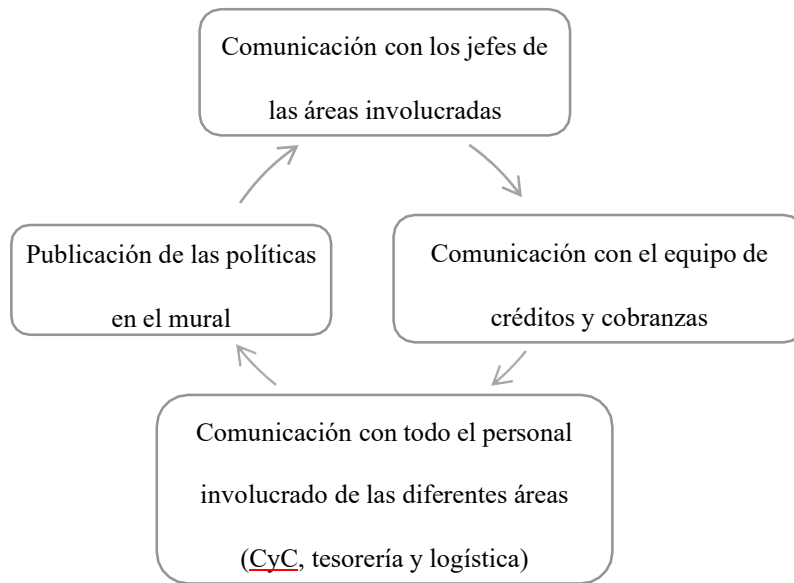 Comunicación con los jefes de
las áreas involucradas
Comunicación con el equipo de
créditos y cobranzas
Comunicación con todo el personal
involucrado de las diferentes áreas
(CyC, tesorería y logística)
Publicación de las políticas
en el mural